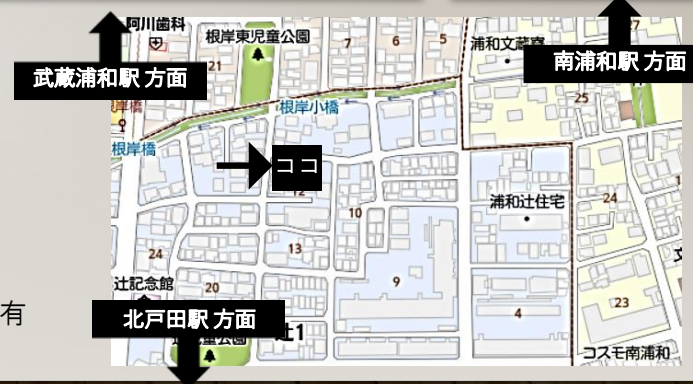 阿川歯科
根岸東児童公園
7
6
5
浦和文蔵寮
27
南浦和駅 方面
武蔵浦和駅 方面
21
25
根岸小橋
根岸橋
ココ
12
10
浦和辻住宅
24
13
24
9
辻記念館
20
4
23
有
北戸田駅 方面
辻1
コスモ南浦和